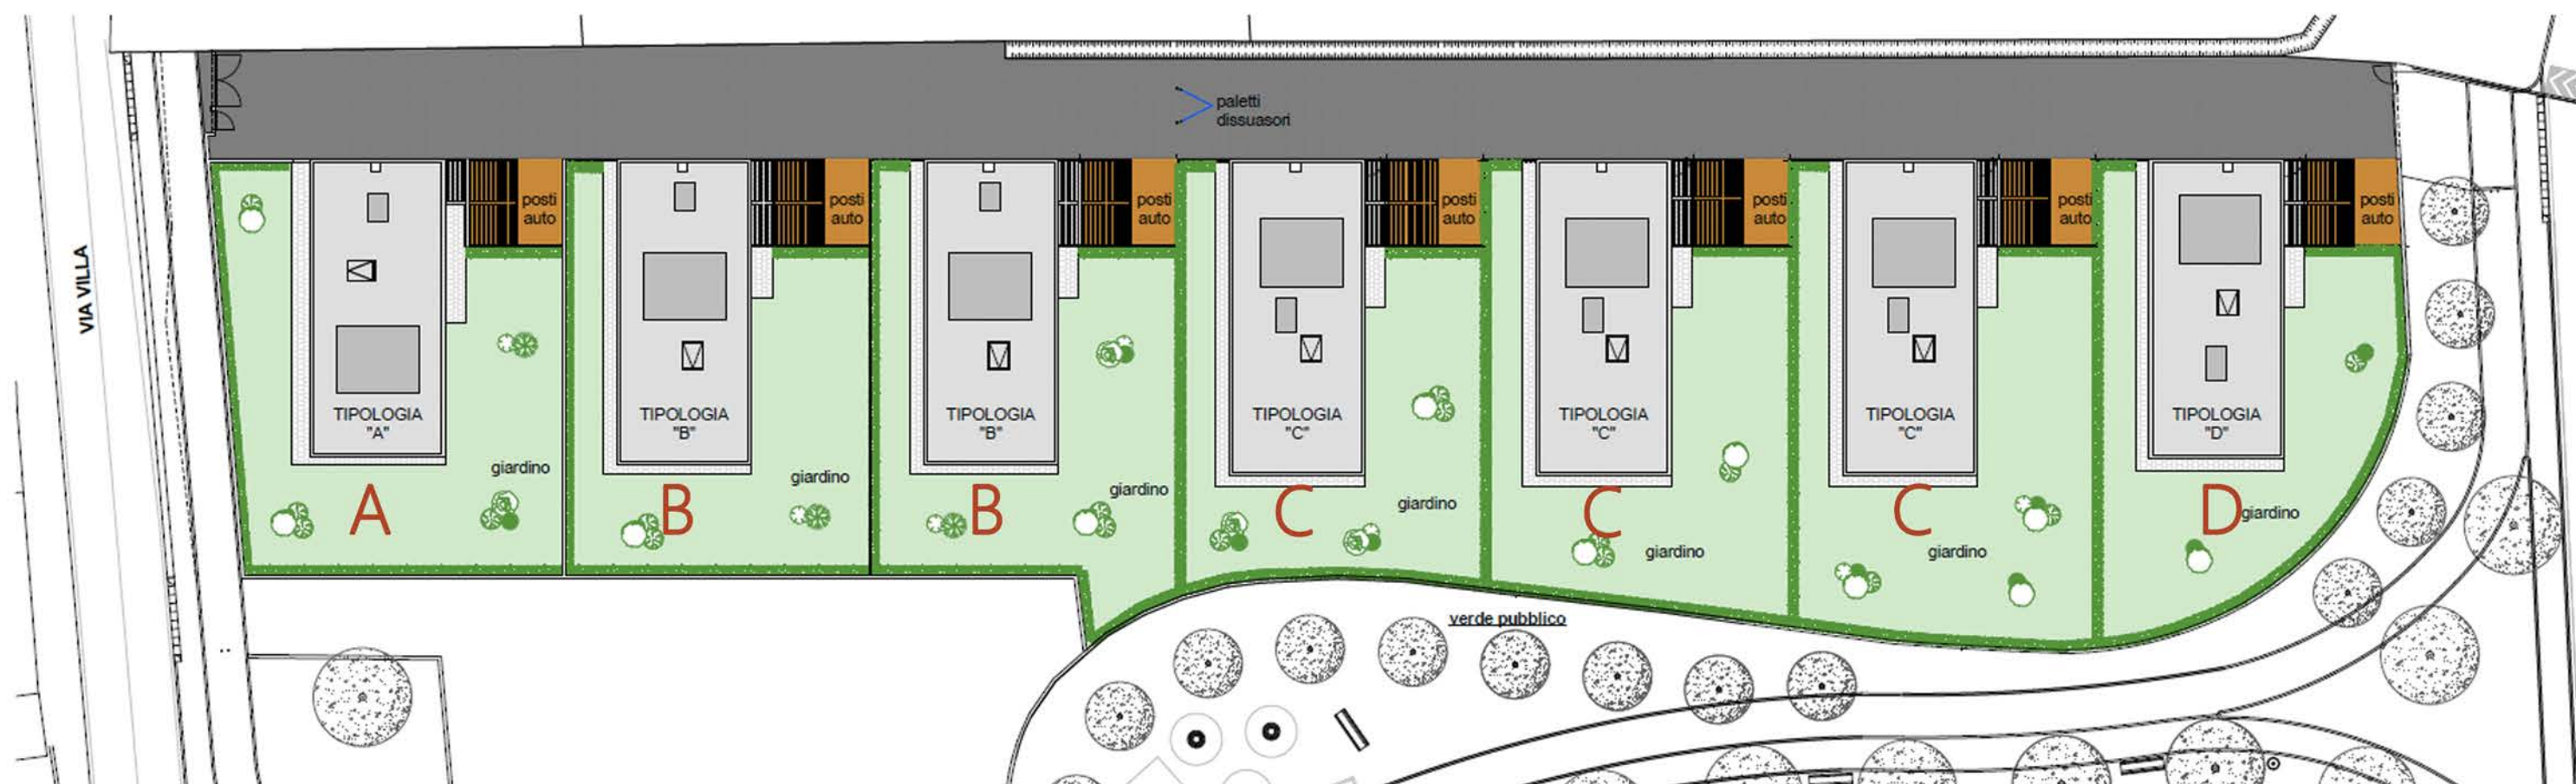 paletti
dissuasori
VIA VILLA
posti
auto
posti
auto
posti
auto
posti
auto
posti
auto
posti
auto
posti
auto
TIPOLOGIA
"A"
TIPOLOGIA
"B"
TIPOLOGIA
"B"
TIPOLOGIA
"C"
TIPOLOGIA
"C"
TIPOLOGIA
"C"
TIPOLOGIA
"D"
giardino
giardino
giardino
giardino
giardino
giardino
giardino
A
B
B
C
C
C
D
verde pubblico